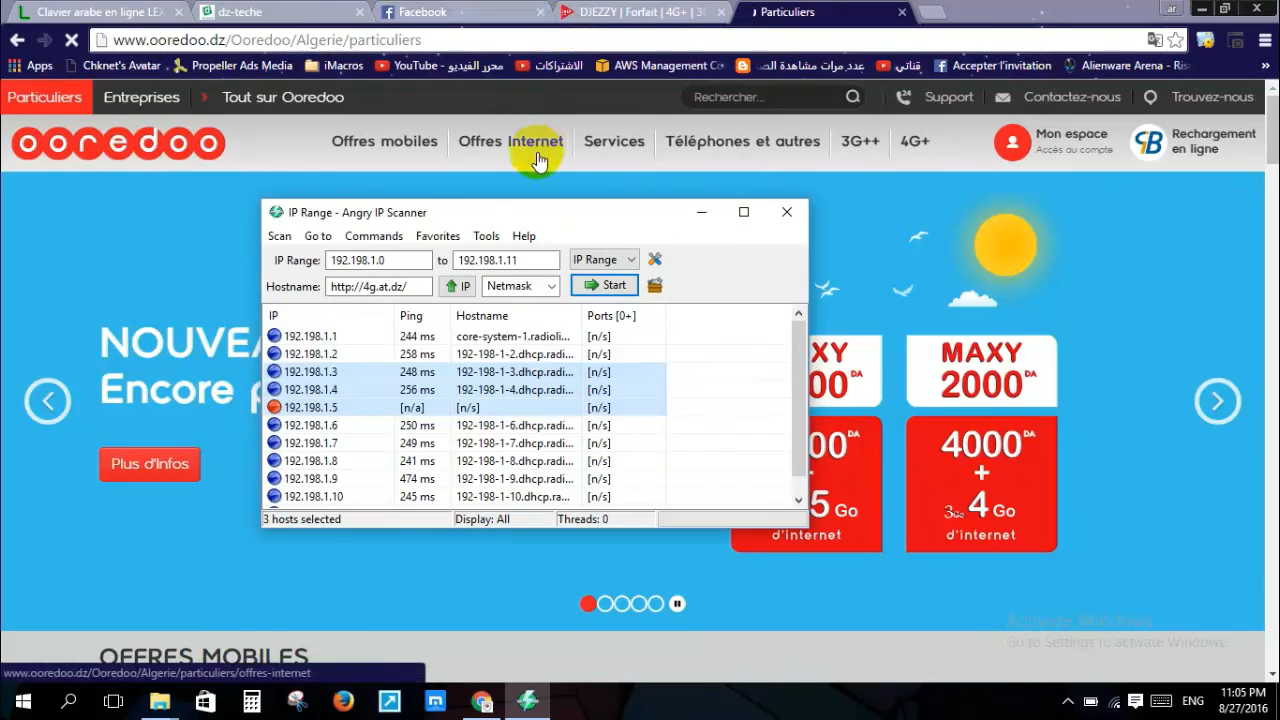 Clavier arabe en ligne LEX
dz-teche
Facebook
DJEZZY | Forfait | 4G+ | 3G
Particuliers
ar
www.ooredoo.dz/Ooredoo/Algerie/particuliers
Apps
Chknet's Avatar
Propeller Ads Media
iMacros
YouTube - محرر الفيديو
الاشتراكات
AWS Management Co
عدد مرات مشاهدة الص
قناتي
Accepter l'invitation
Alienware Arena - Rise
»
Particuliers
Entreprises
Tout sur Ooredoo
Rechercher...
Support
Contactez-nous
Trouvez-nous
ooredoo
Offres mobiles
Offres Internet
Services
Téléphones et autres
3G++
4G+
Mon espace
Accès au compte
Rechargement
en ligne
IP Range - Angry IP Scanner
Scan Go to Commands Favorites Tools Help
IP Range: 192.198.1.0 to 192.198.1.11 IP Range
Hostname: http://4g.at.dz/ IP Netmask Start
IP Ping Hostname Ports [0+]
192.198.1.1 244 ms core-system-1.radioli... [n/s]
192.198.1.2 258 ms 192-198-1-2.dhcp.radi... [n/s]
192.198.1.3 248 ms 192-198-1-3.dhcp.radi... [n/s]
192.198.1.4 256 ms 192-198-1-4.dhcp.radi... [n/s]
192.198.1.5 [n/a] [n/s] [n/s]
192.198.1.6 250 ms 192-198-1-6.dhcp.radi... [n/s]
192.198.1.7 249 ms 192-198-1-7.dhcp.radi... [n/s]
192.198.1.8 241 ms 192-198-1-8.dhcp.radi... [n/s]
192.198.1.9 474 ms 192-198-1-9.dhcp.radi... [n/s]
192.198.1.10 245 ms 192-198-1-10.dhcp.ra... [n/s]
3 hosts selected Display: All Threads: 0
NOUVEA
Encore p
Plus d'Infos
XY
00 DA
00 DA
5 Go
d'internet
MAXY
2000 DA
4000 DA
+
3Go 4 Go
d'internet
Activate Windows
Go to Settings to activate Windows.
OFFRES MOBILES
www.ooredoo.dz/Ooredoo/Algerie/particuliers/offres-internet
ENG
11:05 PM
8/27/2016